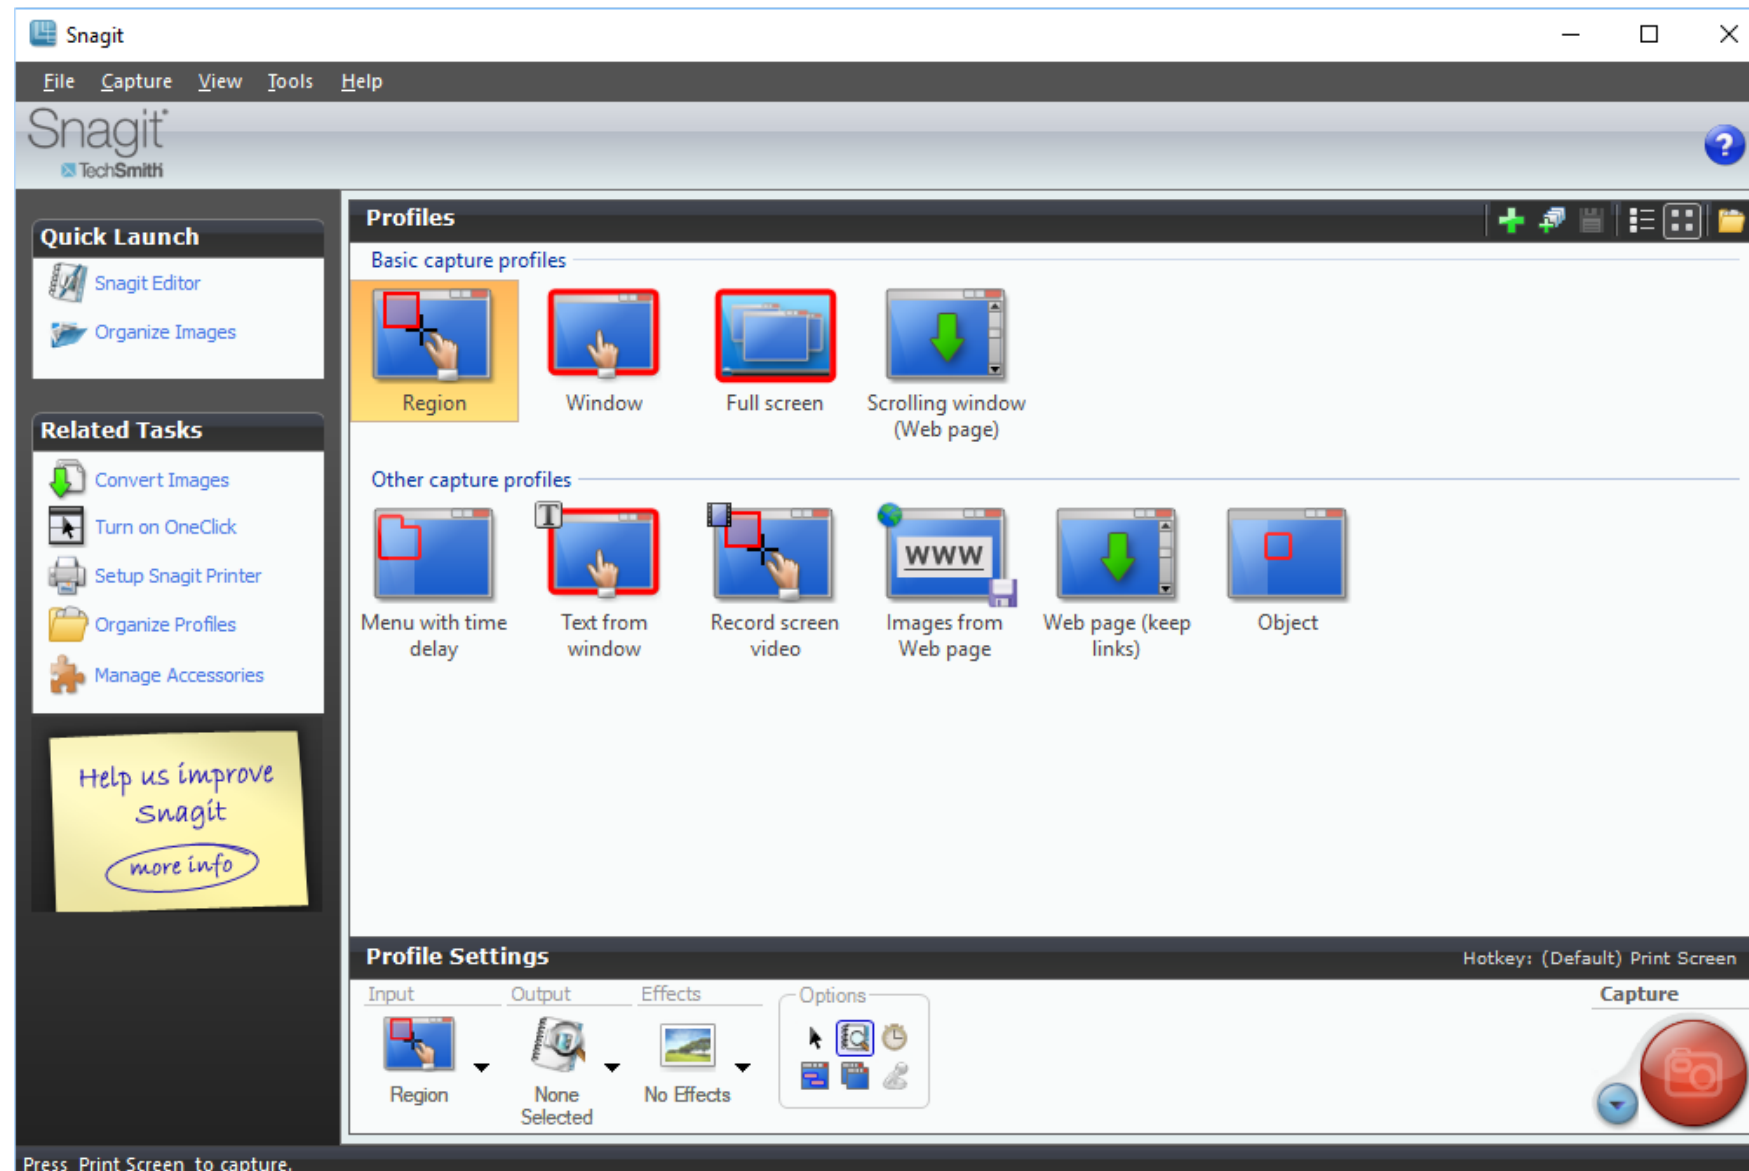 Snagit
File Capture View Tools Help
Snagit
TechSmith
Quick Launch
Snagit Editor
Organize Images
Related Tasks
Convert Images
Turn on OneClick
Setup Snagit Printer
Organize Profiles
Manage Accessories
Help us improve
Snagit
more info
Profiles
Basic capture profiles
Region
Window
Full screen
Scrolling window
(Web page)
Other capture profiles
T
www
Menu with time
delay
Text from
window
Record screen
video
Images from
Web page
Web page (keep
links)
Object
Profile Settings
Hotkey: (Default) Print Screen
Input
Output
Effects
Options
Capture
Region
None
Selected
No Effects
Press Print Screen to capture.